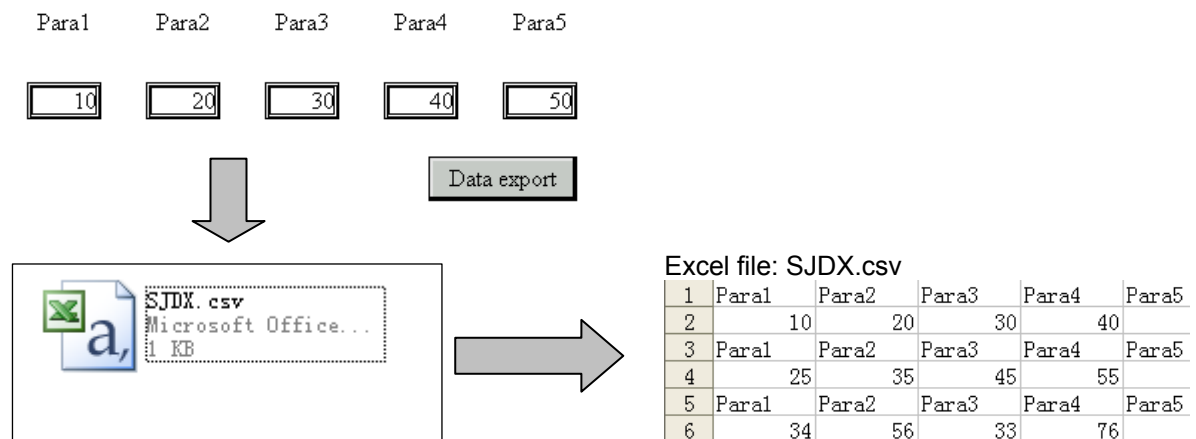 Para1 Para2 Para3 Para4 Para5
10 20 30 40 50
Data export
SJDX.csv
Microsoft Office...
1 KB
Excel file: SJDX.csv
1 Para1 Para2 Para3 Para4 Para5
2 10 20 30 40
3 Para1 Para2 Para3 Para4 Para5
4 25 35 45 55
5 Para1 Para2 Para3 Para4 Para5
6 34 56 33 76